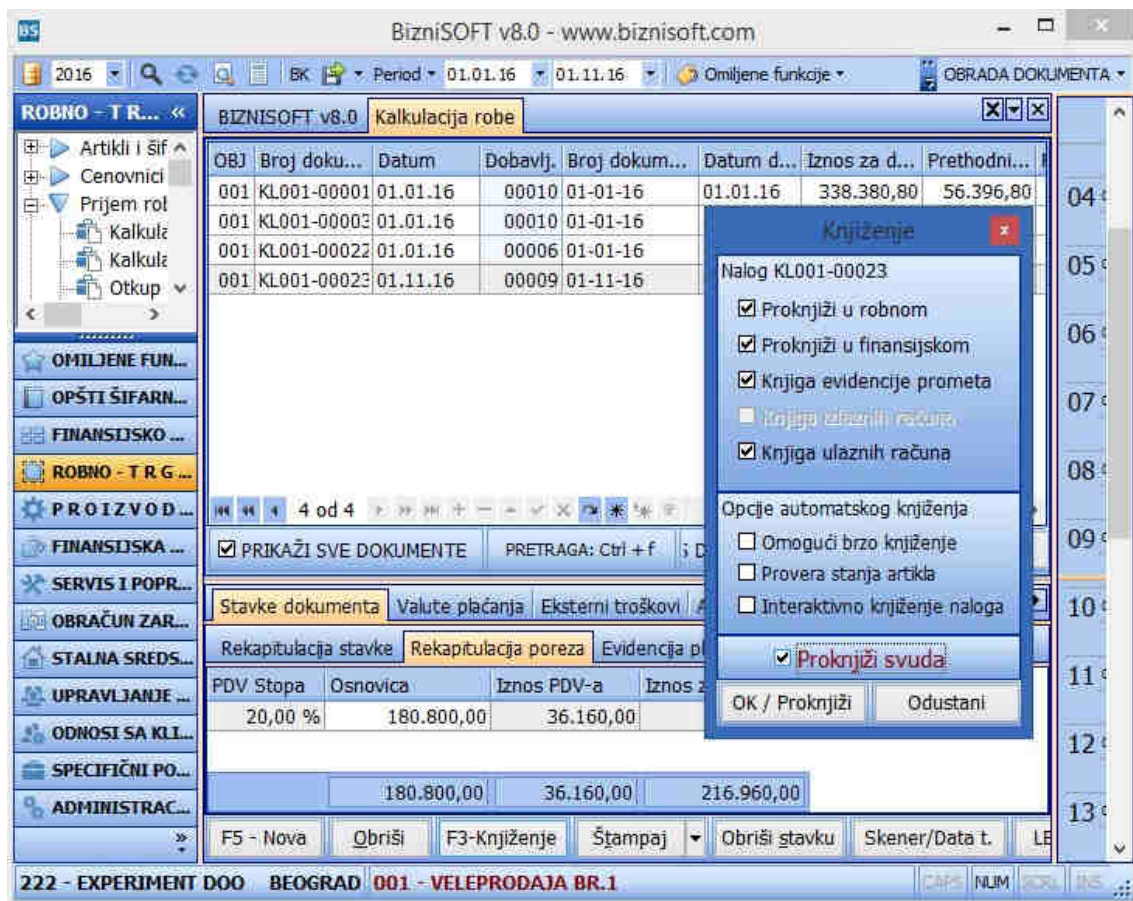 BS BizniSOFT v8.0 - www.biznisoft.com
2016 BK Period 01.01.16 01.11.16 Omiljene funkcije OBRADA DOKUMENTA
ROBNO - T R... «
Artikli i šif
Cenovnici
Prijem rol
Kalkula
Kalkula
Otkup
OMILJENE FUN...
OPŠTI ŠIFARN...
FINANSIJSKO ...
ROBNO - T R G ...
P R O I Z V O D ...
FINANSIJSKA ...
SERVIS I POPR...
OBRAČUN ZAR...
STALNA SREDS...
UPRAVLJANJE ...
ODNOSI SA KLI...
SPECIFIČNI PO...
ADMINISTRAC...
»
BIZNISOFT v8.0 Kalkulacija robe
OBJ Broj doku... Datum Dobavlj. Broj dokum... Datum d... Iznos za d... Prethodni...
001 KL001-00001 01.01.16 00010 01-01-16 01.01.16 338.380,80 56.396,80
001 KL001-00003 01.01.16 00010 01-01-16
001 KL001-00022 01.01.16 00006 01-01-16
001 KL001-00023 01.11.16 00009 01-11-16
4 od 4
PRIKAŽI SVE DOKUMENTE PRETRAGA: Ctrl + f
Stavke dokumenta Valute plaćanja Eksterni troškovi
Rekapitulacija stavke Rekapitulacija poreza Evidencija pl
PDV Stopa Osnovica Iznos PDV-a Iznos z
20,00 % 180.800,00 36.160,00
180.800,00 36.160,00 216.960,00
F5 - Nova Obriši F3-Knjiženje Štampaj Obriši stavku Skener/Data t. LE
Knjiženje
Nalog KL001-00023
Proknjiži u robnom
Proknjiži u finansijskom
Knjiga evidencije prometa
Knjiga izlaznih računa
Knjiga ulaznih računa
Opcije automatskog knjiženja
Omogući brzo knjiženje
Provera stanja artikla
Interaktivno knjiženje naloga
Proknjiži svuda
OK / Proknjiži Odustani
04
05
06
07
08
09
10
11
12
13
222 - EXPERIMENT DOO BEOGRAD 001 - VELEPRODAJA BR.1 CAPS NUM SCRL INS